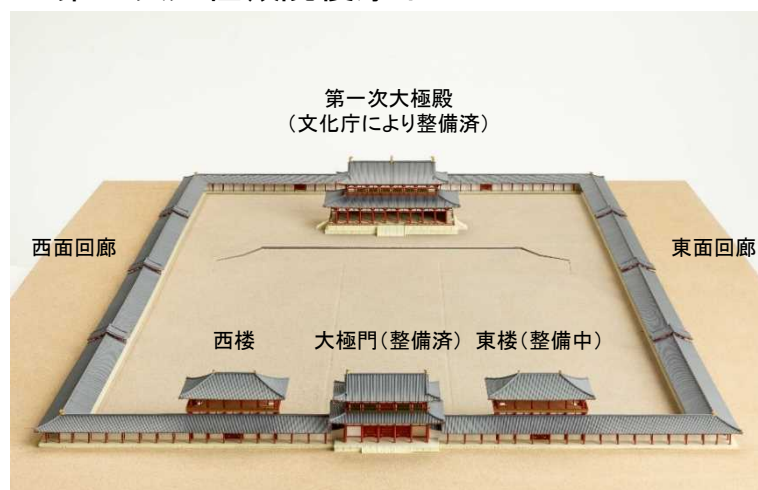 第一次大極殿
（文化庁により整備済）
西面回廊
東面回廊
西楼
大極門（整備済）
東楼（整備中）